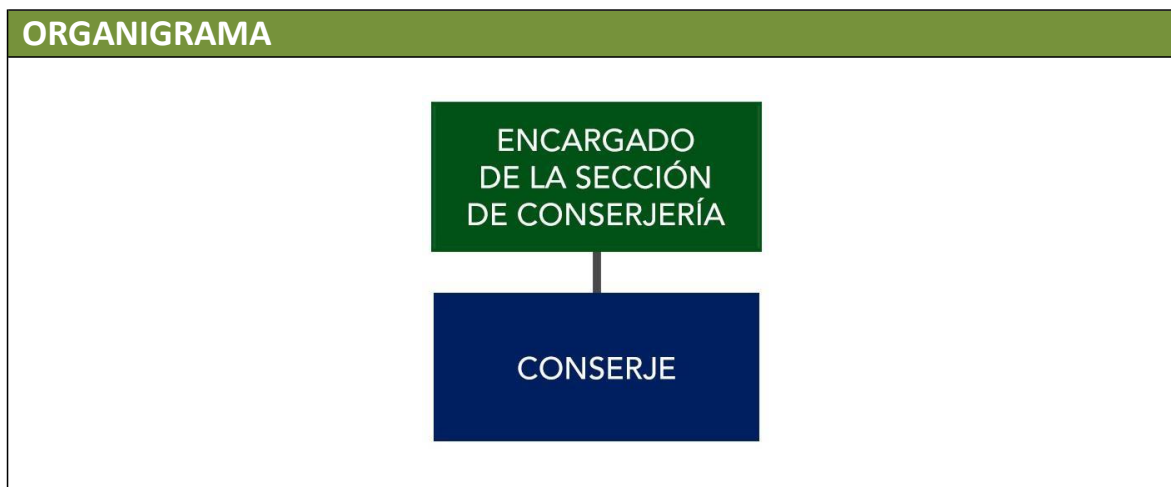 ORGANIGRAMA
ENCARGADO
DE LA SECCIÓN
DE CONSERJERÍA
CONSERJE